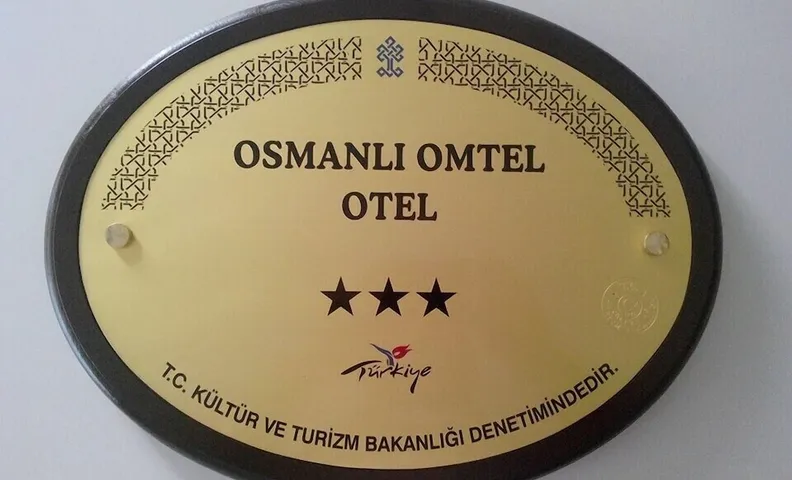 OSMANLI OMTEL
OTEL
Türkiye
T.C. KÜLTÜR VE TURİZM BAKANLIĞI DENETİMİNDEDİR.